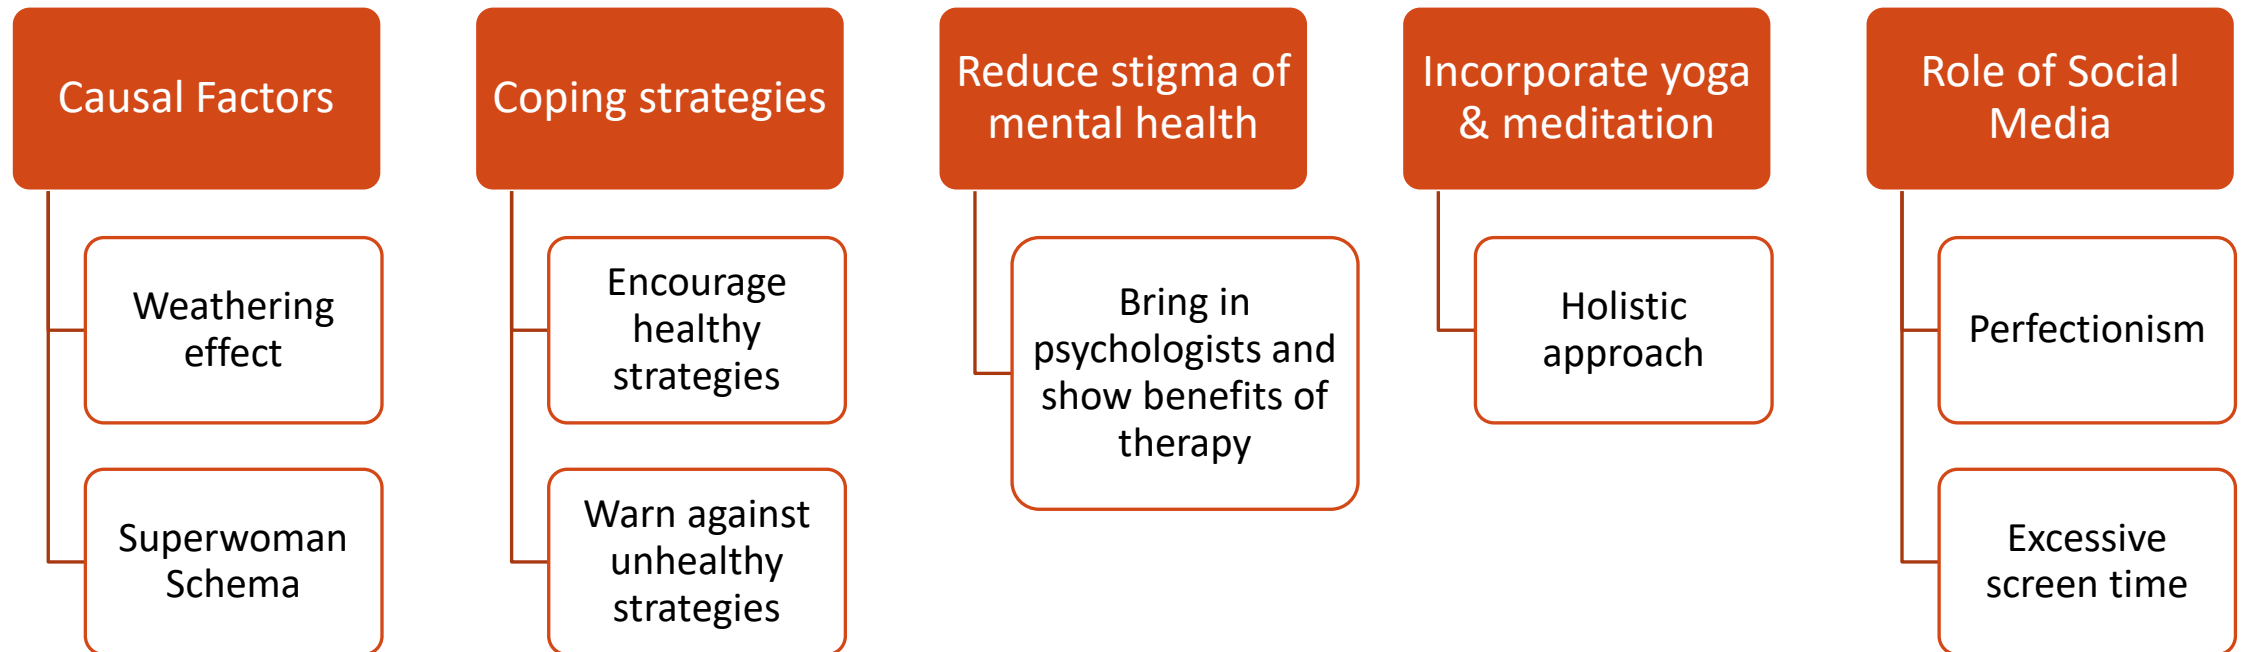 Causal Factors
Weathering
effect
Superwoman
Schema
Coping strategies
Encourage
healthy
strategies
Warn against
unhealthy
strategies
Reduce stigma of
mental health
Bring in
psychologists and
show benefits of
therapy
Incorporate yoga
& meditation
Holistic
approach
Role of Social
Media
Perfectionism
Excessive
screen time